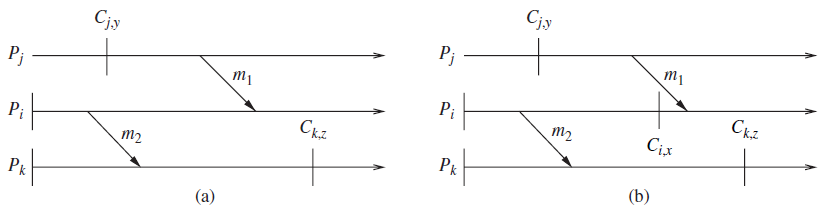 C_{j,y} C_{j,y}
P_j P_j
m_1 m_1
P_i P_i
m_2 C_{k,z} m_2 C_{i,x} C_{k,z}
P_k P_k
(a) (b)